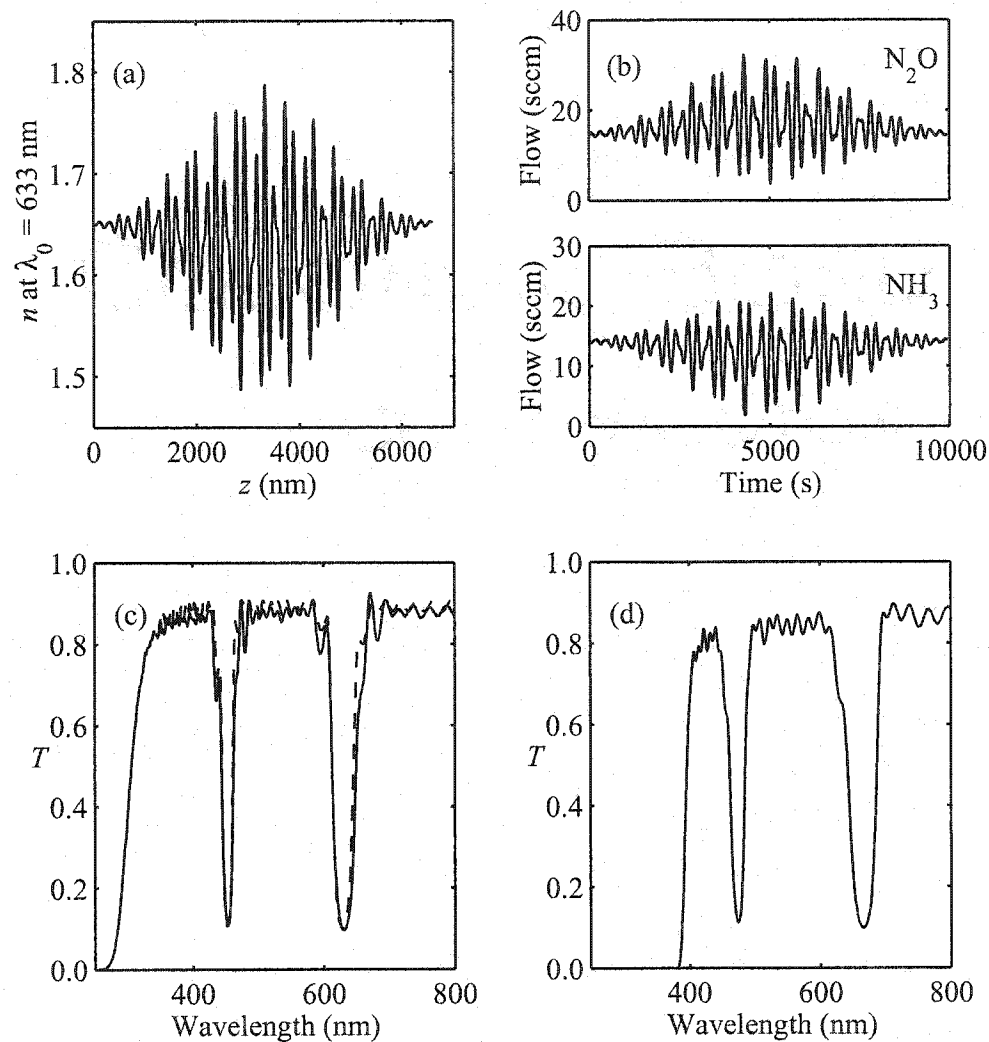 (a)
1.8
1.7
1.6
1.5
n at λ₀ = 633 nm
0 2000 4000 6000
z (nm)
(b)
N₂O
40
20
0
Flow (sccm)
NH₃
30
20
10
0
Flow (sccm)
0 5000 10000
Time (s)
(c)
1.0
0.8
0.6
0.4
0.2
0.0
T
400 600 800
Wavelength (nm)
(d)
1.0
0.8
0.6
0.4
0.2
0.0
T
400 600 800
Wavelength (nm)